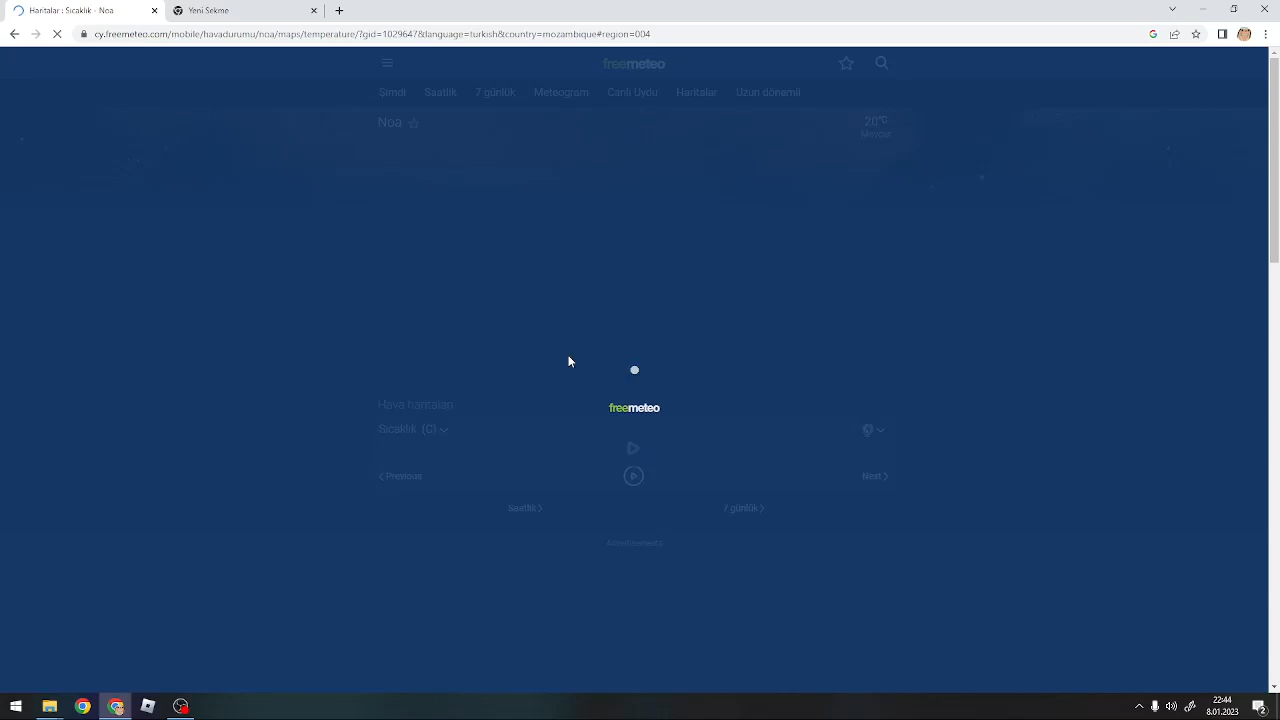 Haritalar - Sıcaklık - Noa
Yeni Sekme
cy.freemeteo.com/mobile/havadurumu/noa/maps/temperature/?gid=1029647&language=turkish&country=mozambique#region=004
freemeteo
Şimdi Saatlik 7 günlük Meteogram Canlı Uydu Haritalar Uzun dönemli
Noa 20°C
Mevcut
Hava haritaları
freemeteo
Sıcaklık (C)
Previous Next
Saatlik 7 günlük
Advertisements
22:44
8.01.2023
2